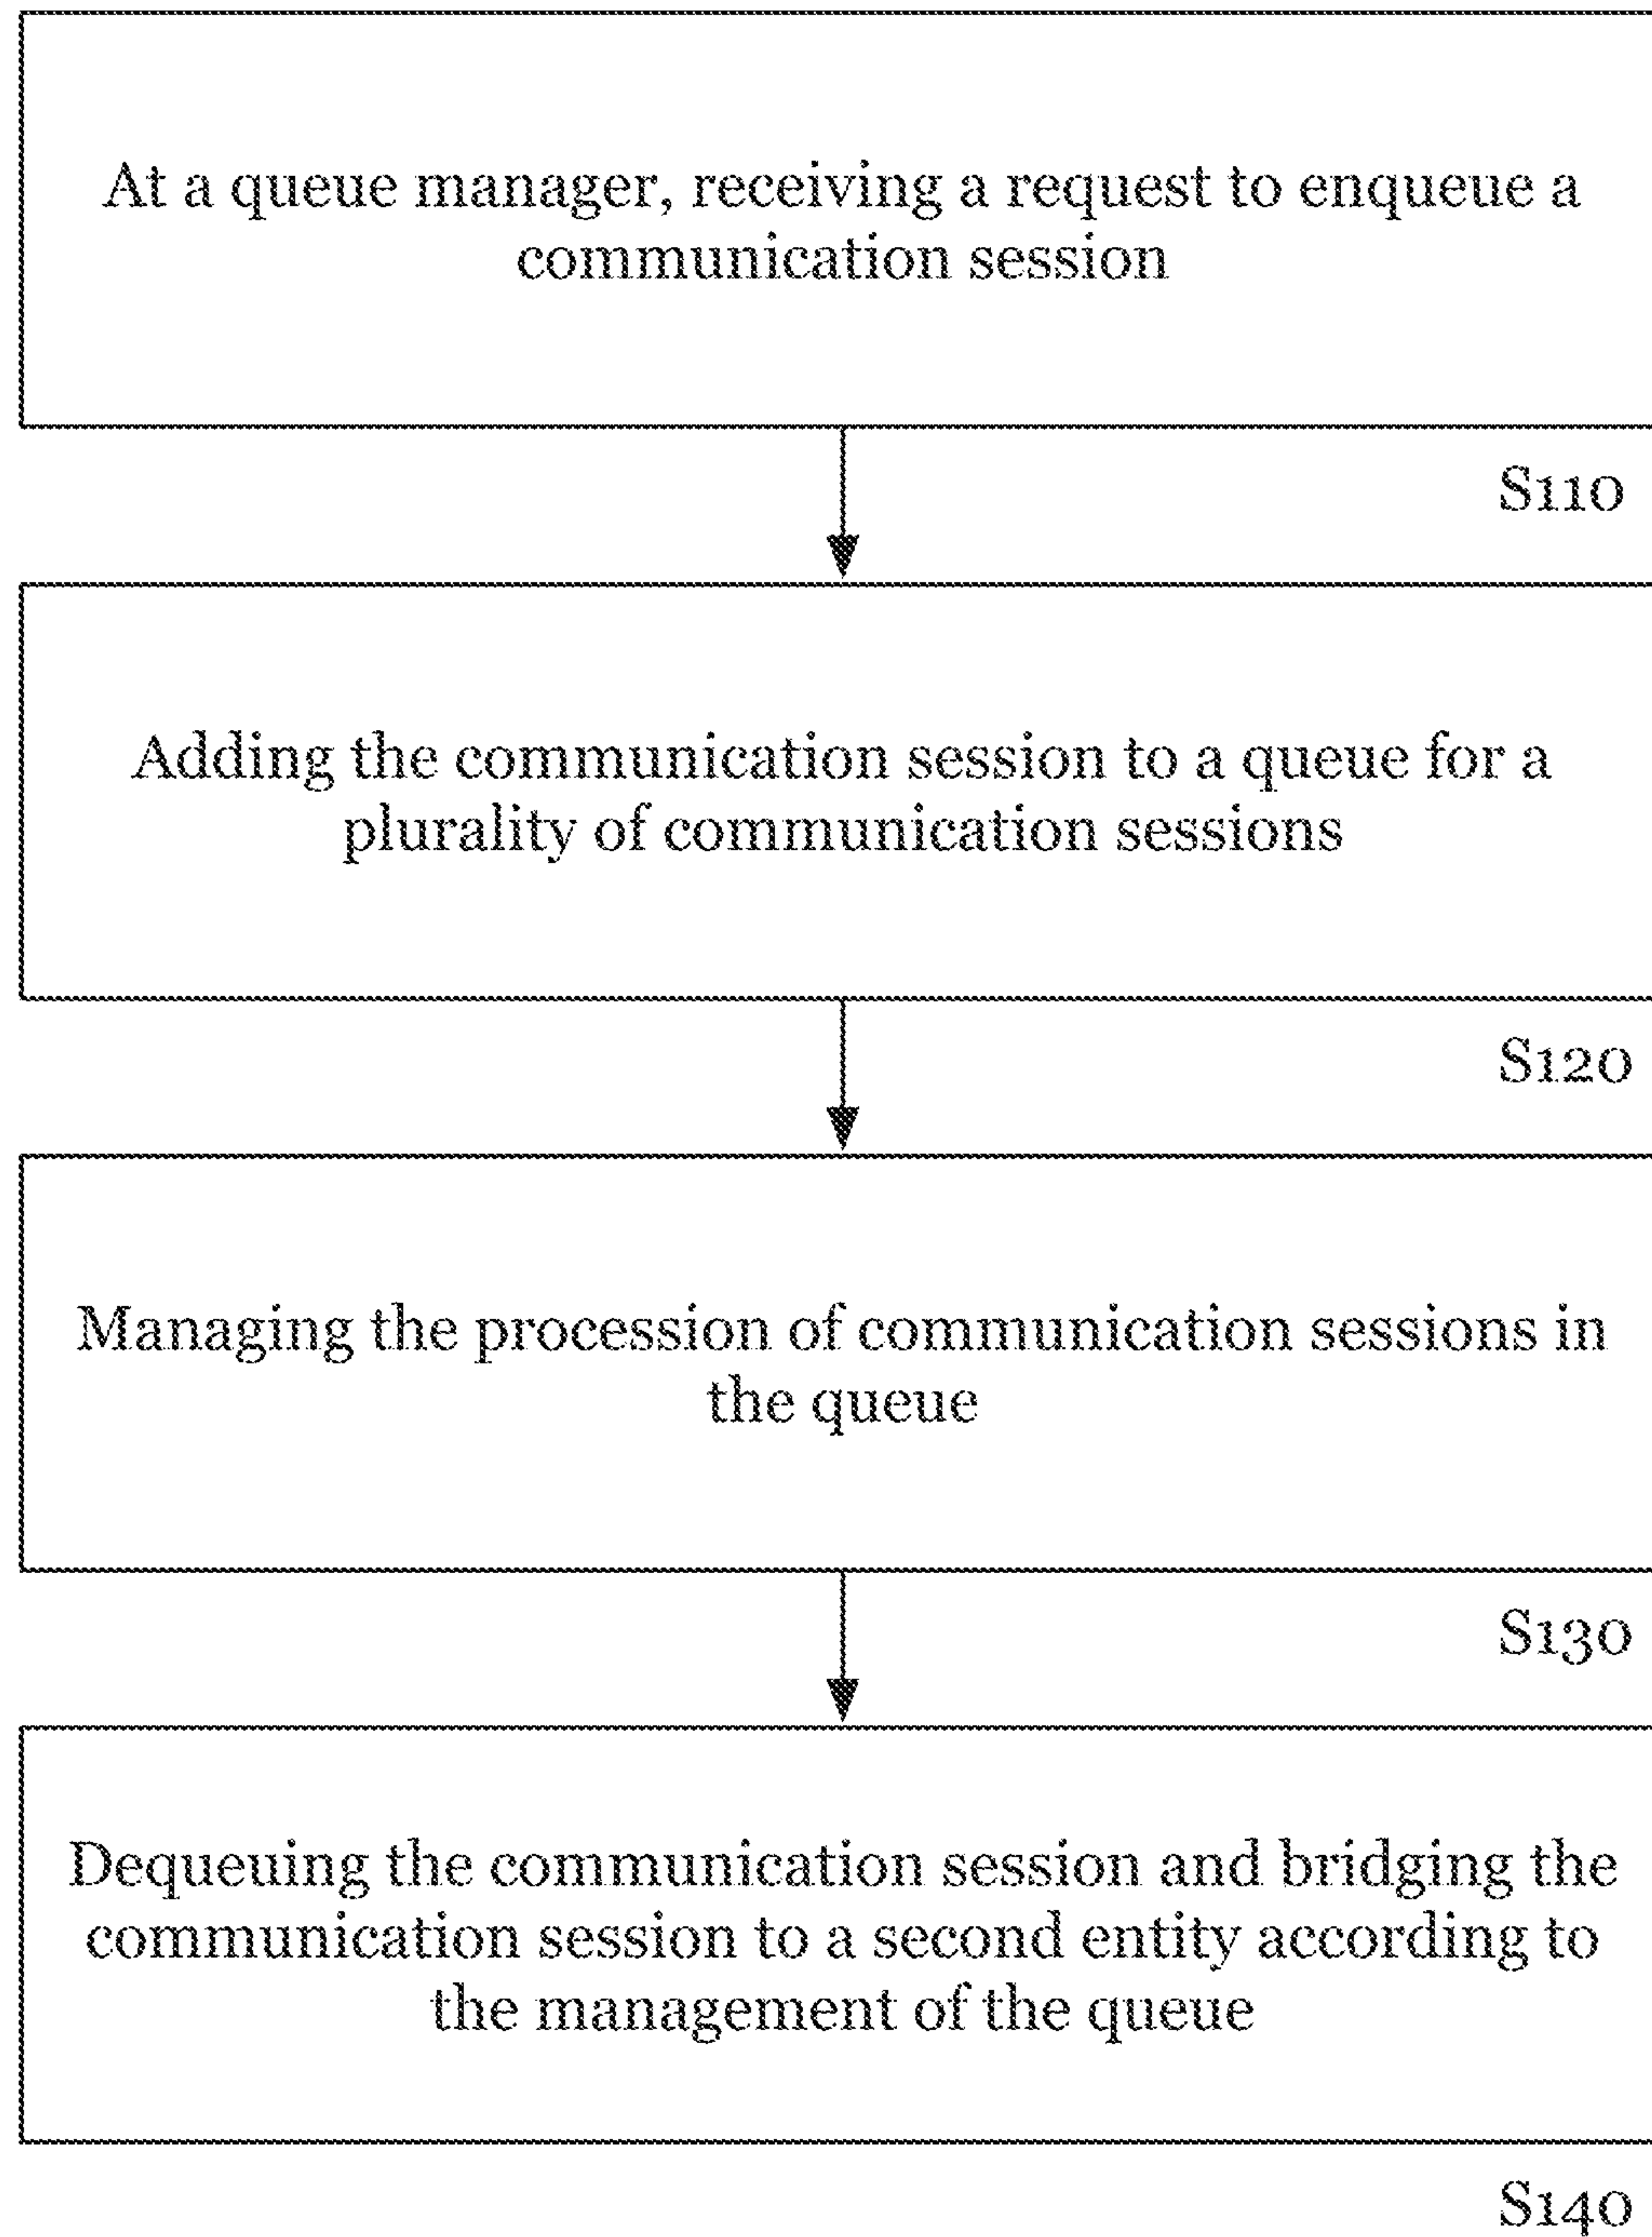 At a queue manager, receiving a request to enqueue a
communication session
S110
Adding the communication session to a queue for a
plurality of communication sessions
S120
Managing the procession of communication sessions in
the queue
S130
Dequeuing the communication session and bridging the
communication session to a second entity according to
the management of the queue
S140